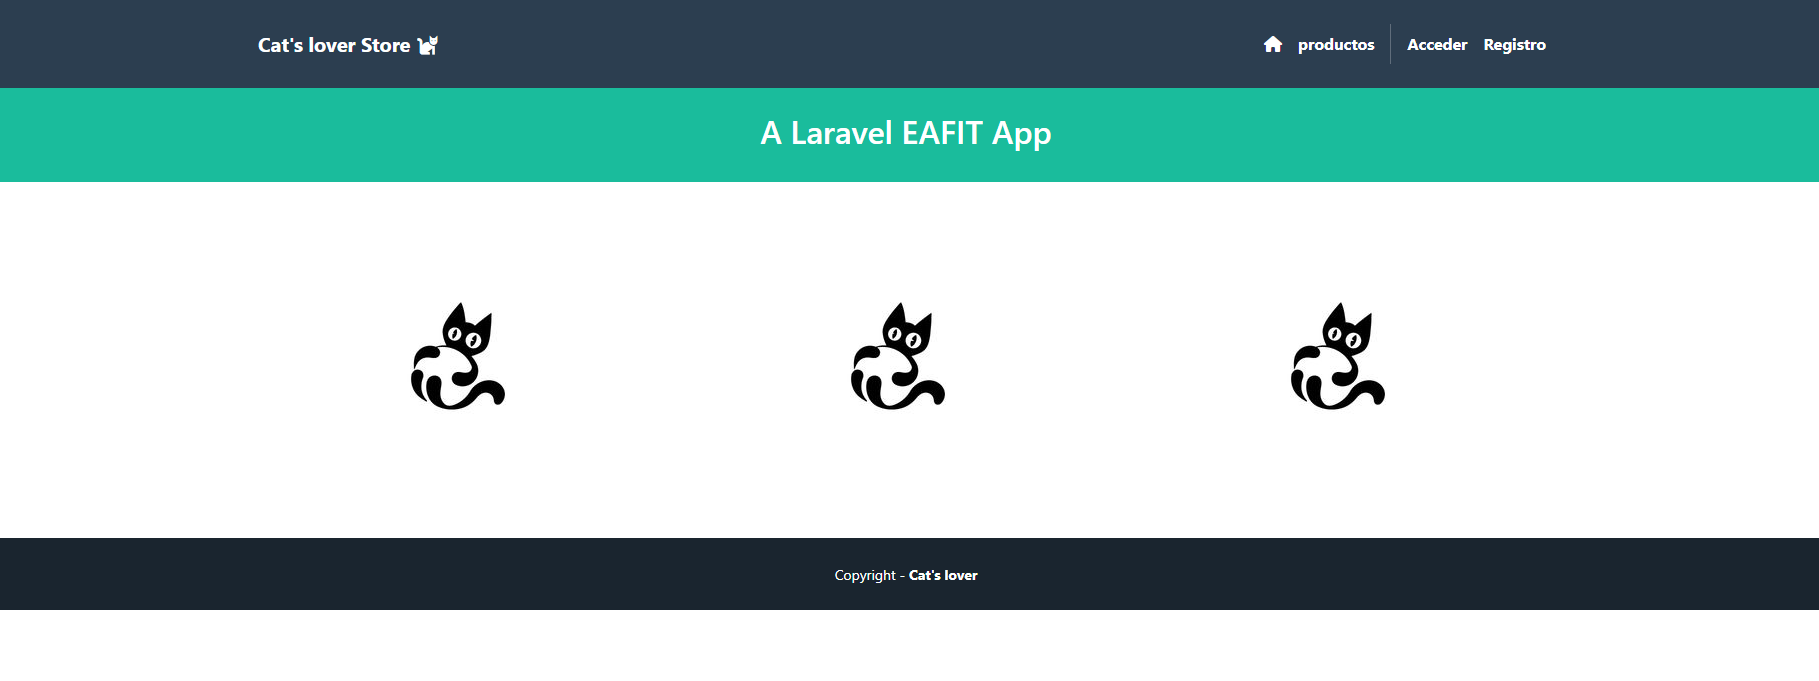 Cat's lover Store
productos
Acceder
Registro
A Laravel EAFIT App
Copyright - Cat's lover